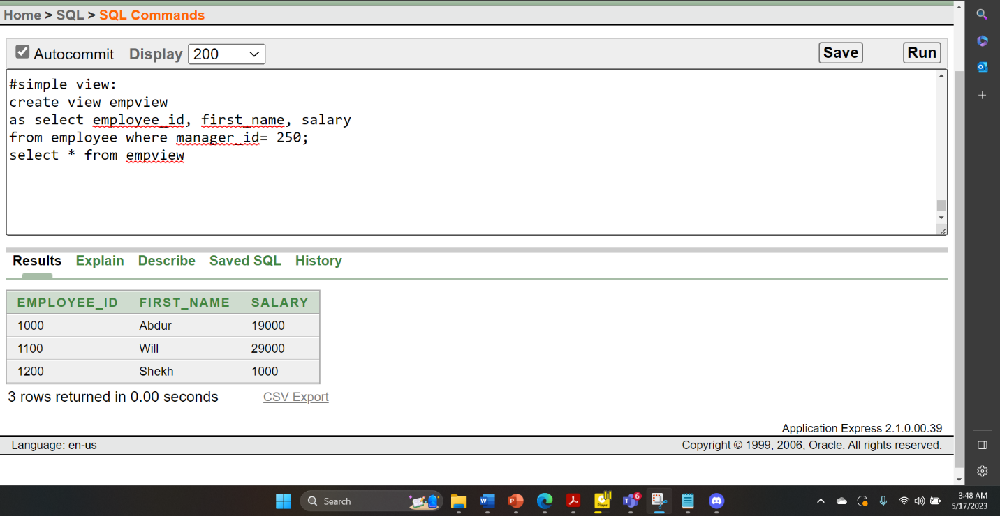 Home > SQL > SQL Commands
Autocommit Display 200 Save Run
#simple view:
create view empview
as select employee_id, first_name, salary
from employee where manager_id= 250;
select * from empview
Results Explain Describe Saved SQL History
EMPLOYEE_ID FIRST_NAME SALARY
1000 Abdur 19000
1100 Will 29000
1200 Shekh 1000
3 rows returned in 0.00 seconds CSV Export
Application Express 2.1.0.00.39
Language: en-us Copyright © 1999, 2006, Oracle. All rights reserved.
Search 6 3:48 AM
5/17/2023